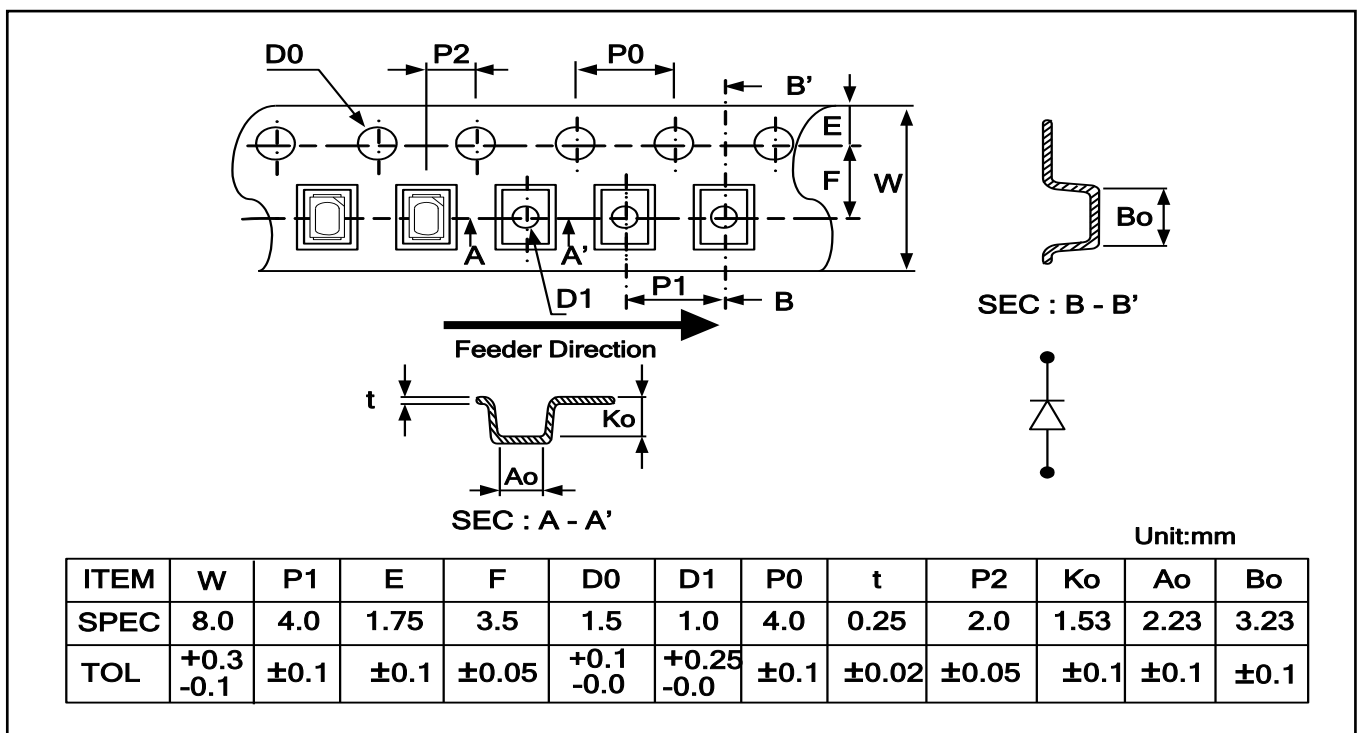 D0 P2 P0 B'
E
F W
A A'
D1 P1 B
Feeder Direction
Bo
SEC : B - B'
t Ko
Ao
SEC : A - A'
Unit:mm
ITEM W P1 E F D0 D1 P0 t P2 Ko Ao Bo
SPEC 8.0 4.0 1.75 3.5 1.5 1.0 4.0 0.25 2.0 1.53 2.23 3.23
TOL +0.3 -0.1 ±0.1 ±0.1 ±0.05 +0.1 -0.0 +0.25 -0.0 ±0.1 ±0.02 ±0.05 ±0.1 ±0.1 ±0.1